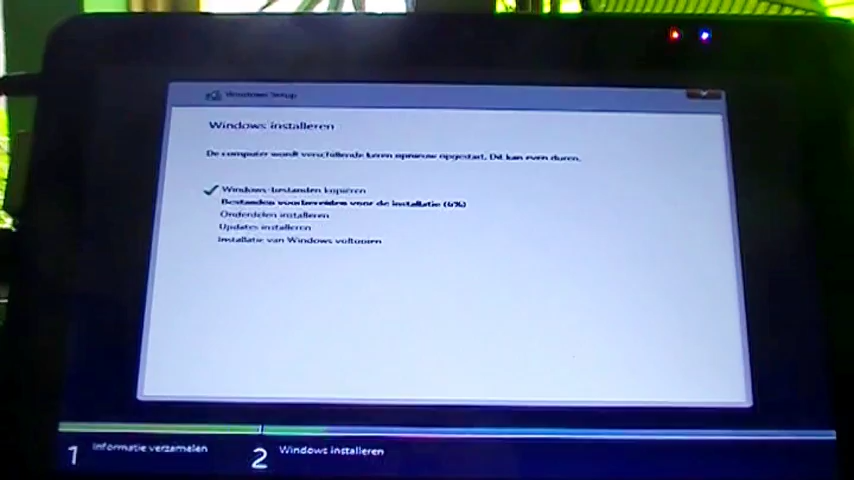 Windows Setup
Windows installeren
De computer wordt verschillende keren opnieuw opgestart. Dit kan even duren.
Windows-bestanden kopiëren
Bestanden voorbereiden voor de installatie (6%)
Onderdelen installeren
Updates installeren
Installatie van Windows voltooien
1 Informatie verzamelen
2 Windows installeren